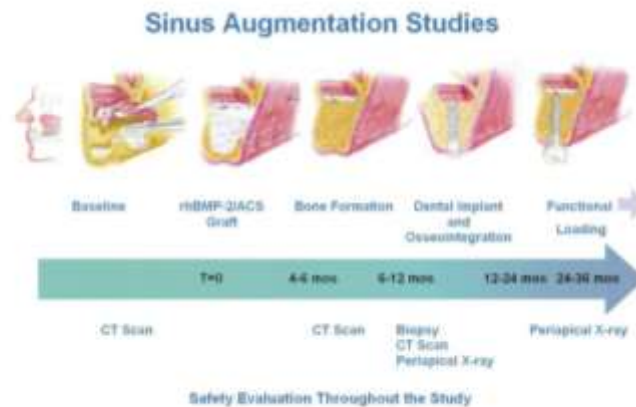 Sinus Augmentation Studies
Baseline
rhBMP-2/ACS
Graft
Bone Formation
Dental Implant
and
Osseointegration
Functional
Loading
T=0
4-6 mos
6-12 mos
12-24 mos
24-36 mos
CT Scan
CT Scan
Biopsy
CT Scan
Periapical X-ray
Periapical X-ray
Safety Evaluation Throughout the Study